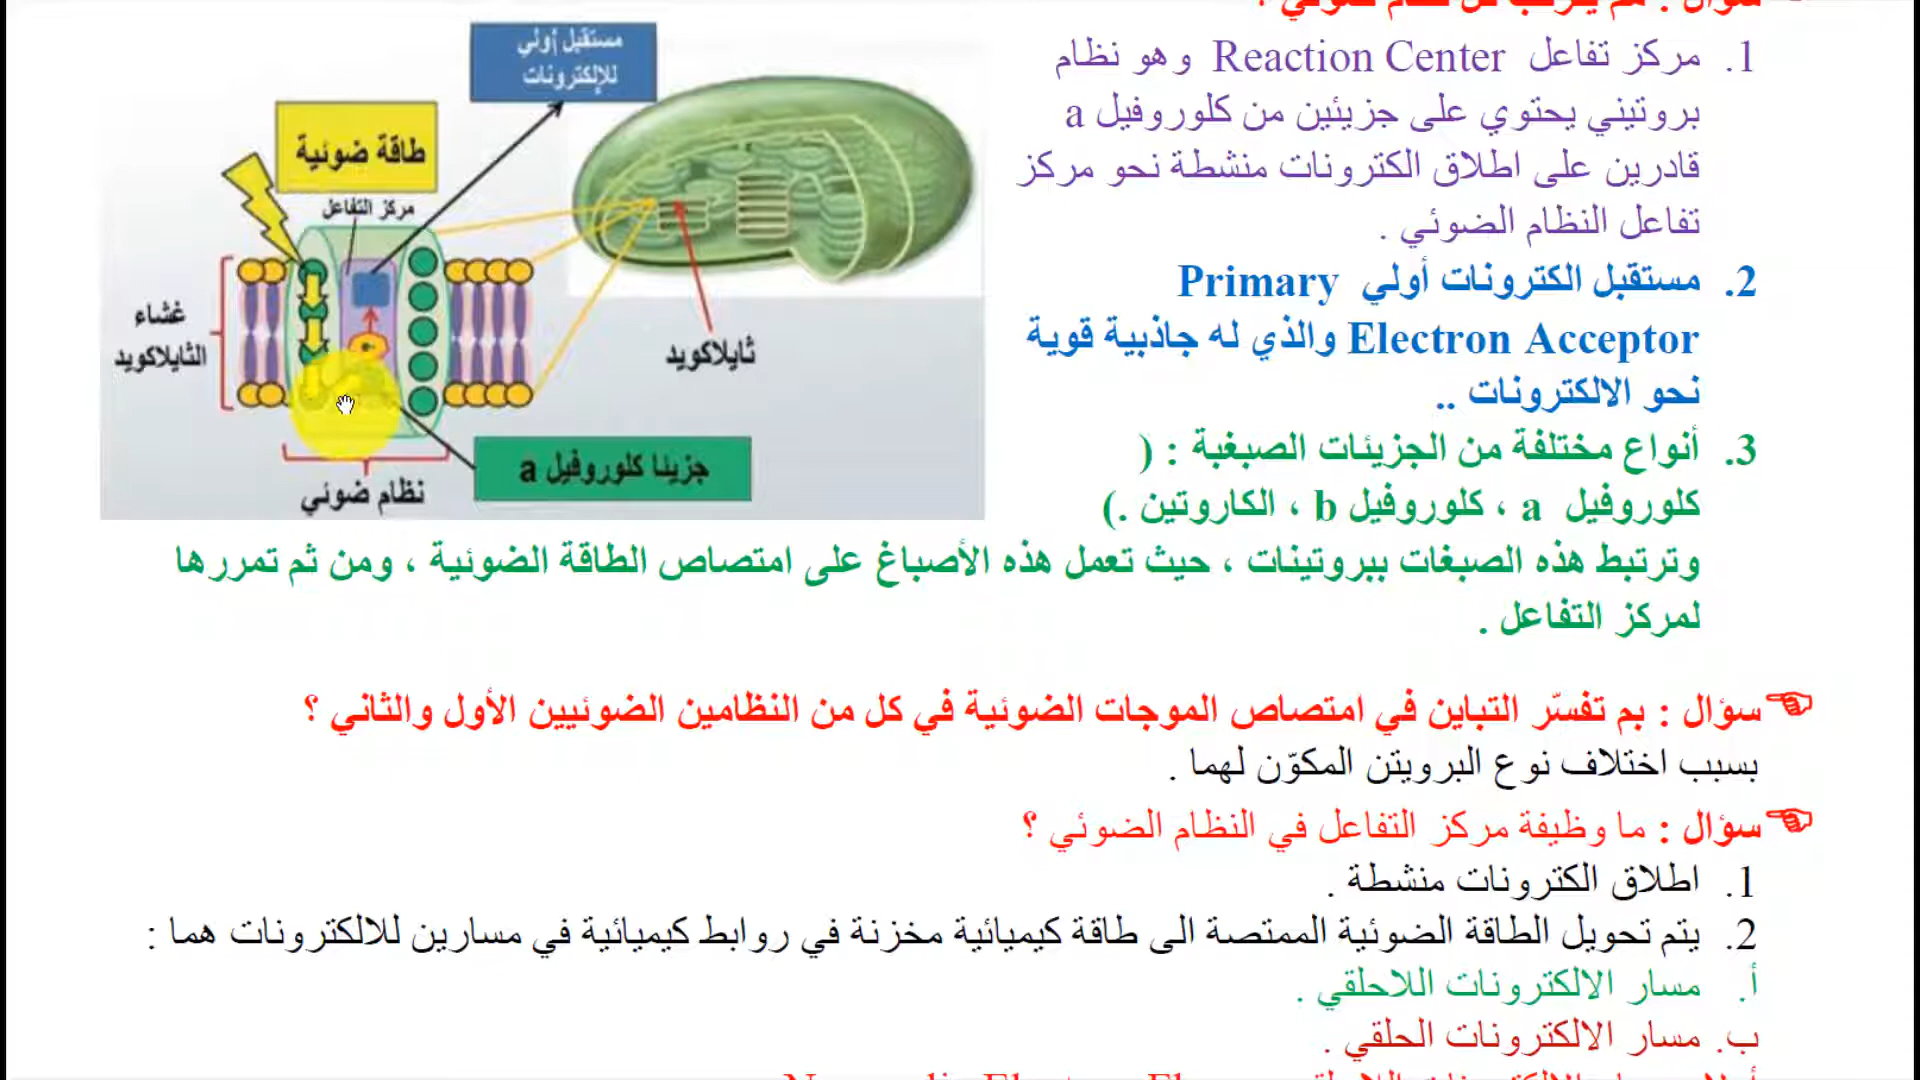 سؤال : مم يتركب كل نظام ضوئي ؟
1. مركز تفاعل Reaction Center وهو نظام
بروتيني يحتوي على جزيئين من كلوروفيل a
قادرين على اطلاق الكترونات منشطة نحو مركز
تفاعل النظام الضوئي .
2. مستقبل الكترونات أولي Primary
Electron Acceptor والذي له جاذبية قوية
نحو الالكترونات ..
3. أنواع مختلفة من الجزيئات الصبغية : (
كلوروفيل a ، كلوروفيل b ، الكاروتين .)
وترتبط هذه الصبغات ببروتينات ، حيث تعمل هذه الأصباغ على امتصاص الطاقة الضوئية ، ومن ثم تمررها
لمركز التفاعل .
مستقبل أولي
للإلكترونات
طاقة ضوئية
مركز التفاعل
غشاء
الثايلاكويد
ثايلاكويد
جزيئا كلوروفيل a
نظام ضوئي
سؤال : بم تفسّر التباين في امتصاص الموجات الضوئية في كل من النظامين الضوئيين الأول والثاني ؟
بسبب اختلاف نوع البرويتن المكوّن لهما .
سؤال : ما وظيفة مركز التفاعل في النظام الضوئي ؟
1. اطلاق الكترونات منشطة .
2. يتم تحويل الطاقة الضوئية الممتصة الى طاقة كيميائية مخزنة في روابط كيميائية في مسارين للالكترونات هما :
أ. مسار الالكترونات اللاحلقي .
ب. مسار الالكترونات الحلقي .